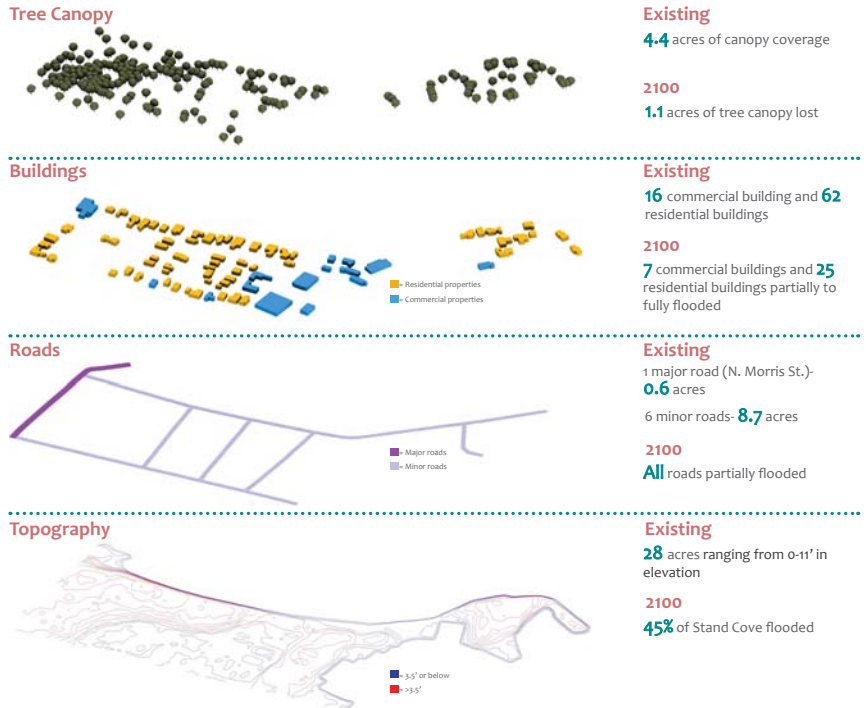 Tree Canopy
Existing
4.4 acres of canopy coverage
2100
1.1 acres of tree canopy lost
Buildings
Existing
16 commercial building and 62
residential buildings
2100
7 commercial buildings and 25
residential buildings partially to
fully flooded
= Residential properties
= Commercial properties
Roads
Existing
1 major road (N. Morris St.)-
0.6 acres
6 minor roads- 8.7 acres
2100
All roads partially flooded
= Major roads
= Minor roads
Topography
Existing
28 acres ranging from 0-11' in
elevation
2100
45% of Stand Cove flooded
= 3.5' or below
= >3.5'